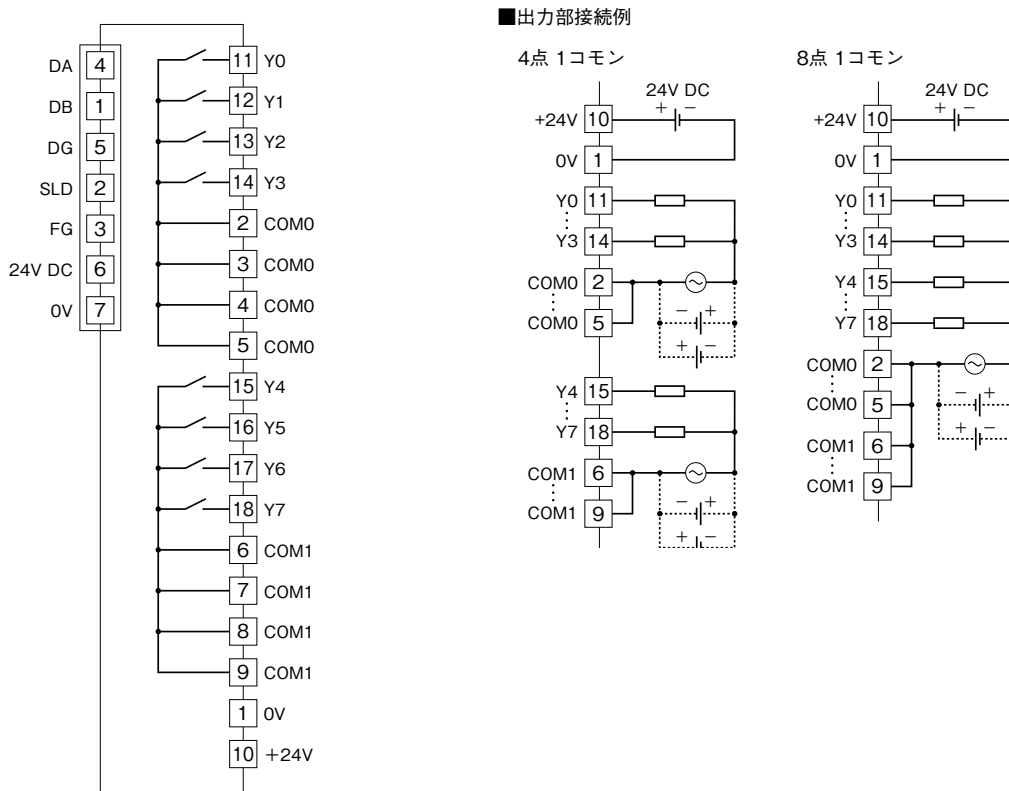 DA 4
DB 1
DG 5
SLD 2
FG 3
24V DC 6
0V 7
11 Y0
12 Y1
13 Y2
14 Y3
2 COM0
3 COM0
4 COM0
5 COM0
15 Y4
16 Y5
17 Y6
18 Y7
6 COM1
7 COM1
8 COM1
9 COM1
1 0V
10 +24V
■出力部接続例
4点 1コモン
24V DC
+ −
+24V 10
0V 1
Y0 11
Y3 14
COM0 2
− +
COM0 5
+ −
Y4 15
Y7 18
COM1 6
− +
COM1 9
+ −
8点 1コモン
24V DC
+ −
+24V 10
0V 1
Y0 11
Y3 14
Y4 15
Y7 18
COM0 2
− +
COM0 5
+ −
COM1 6
COM1 9